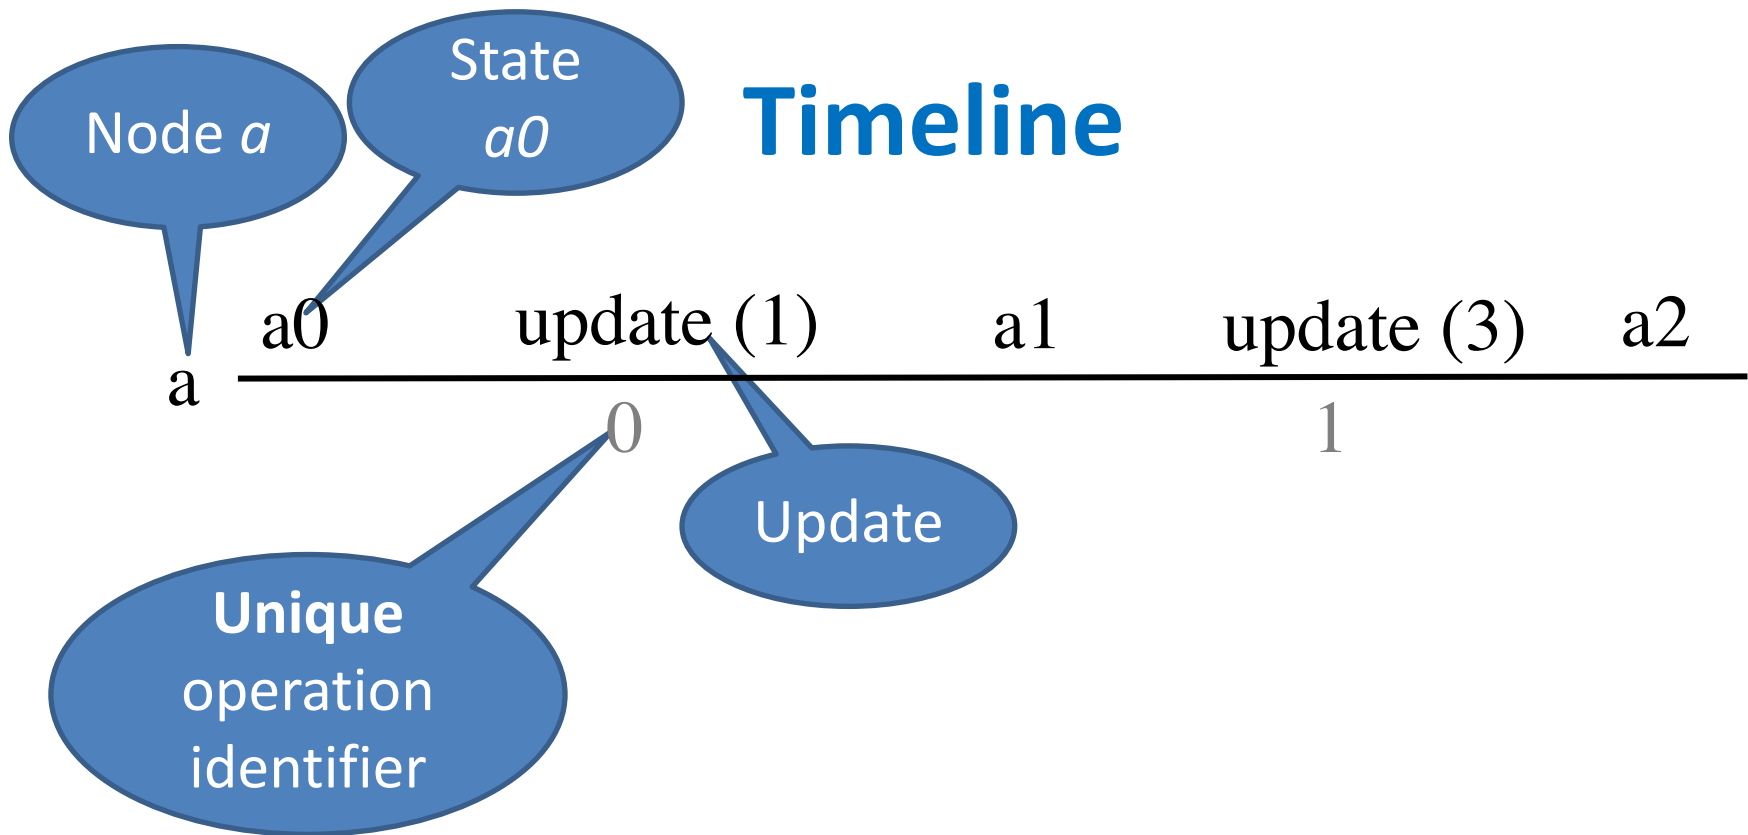 State
a0
Node a
Timeline
a0 update (1) a1 update (3) a2
a
0 1
Update
Unique
operation
identifier